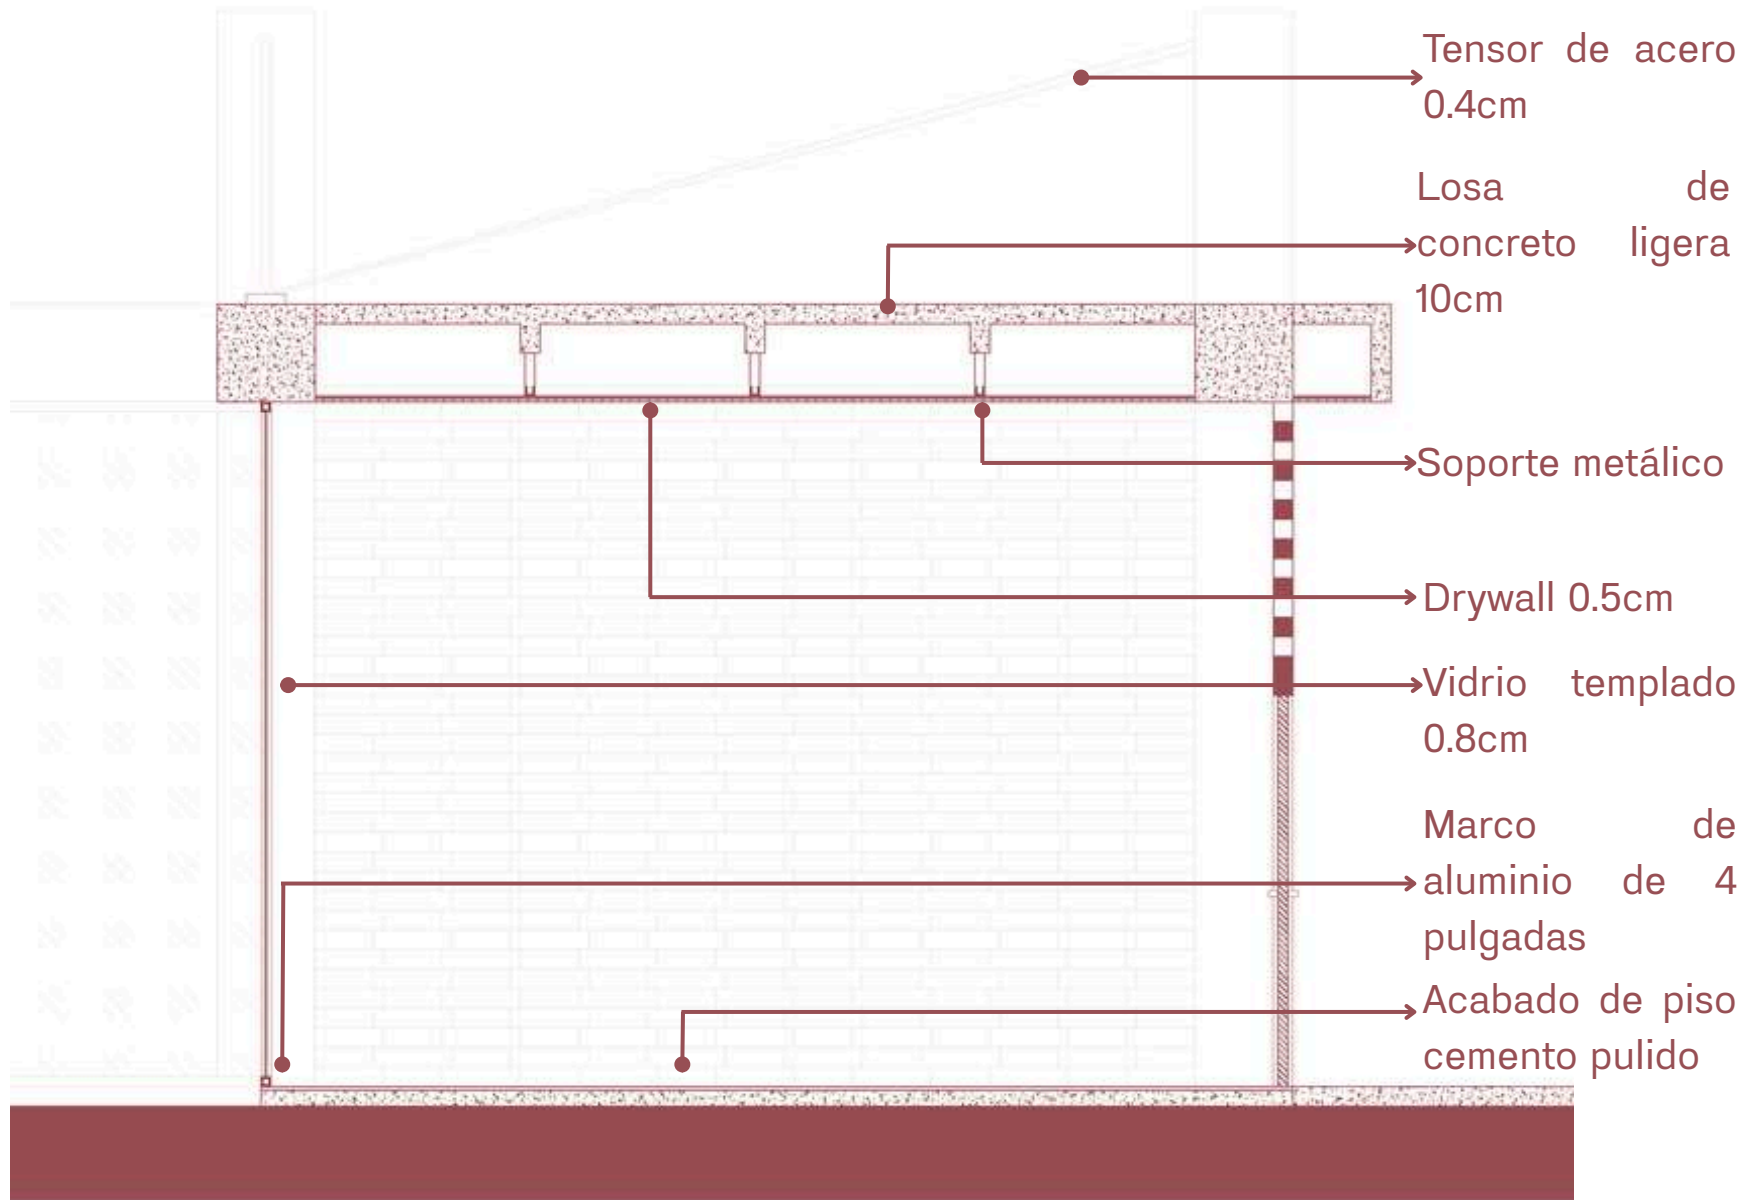 Tensor de acero
0.4cm
Losa de
concreto ligera
10cm
Soporte metálico
Drywall 0.5cm
Vidrio templado
0.8cm
Marco de
aluminio de 4
pulgadas
Acabado de piso
cemento pulido